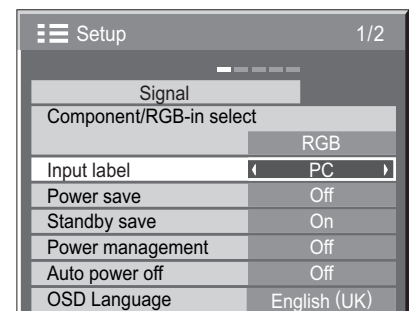 Setup 1/2
Signal
Component/RGB-in select
RGB
Input label PC
Power save Off
Standby save On
Power management Off
Auto power off Off
OSD Language English (UK)